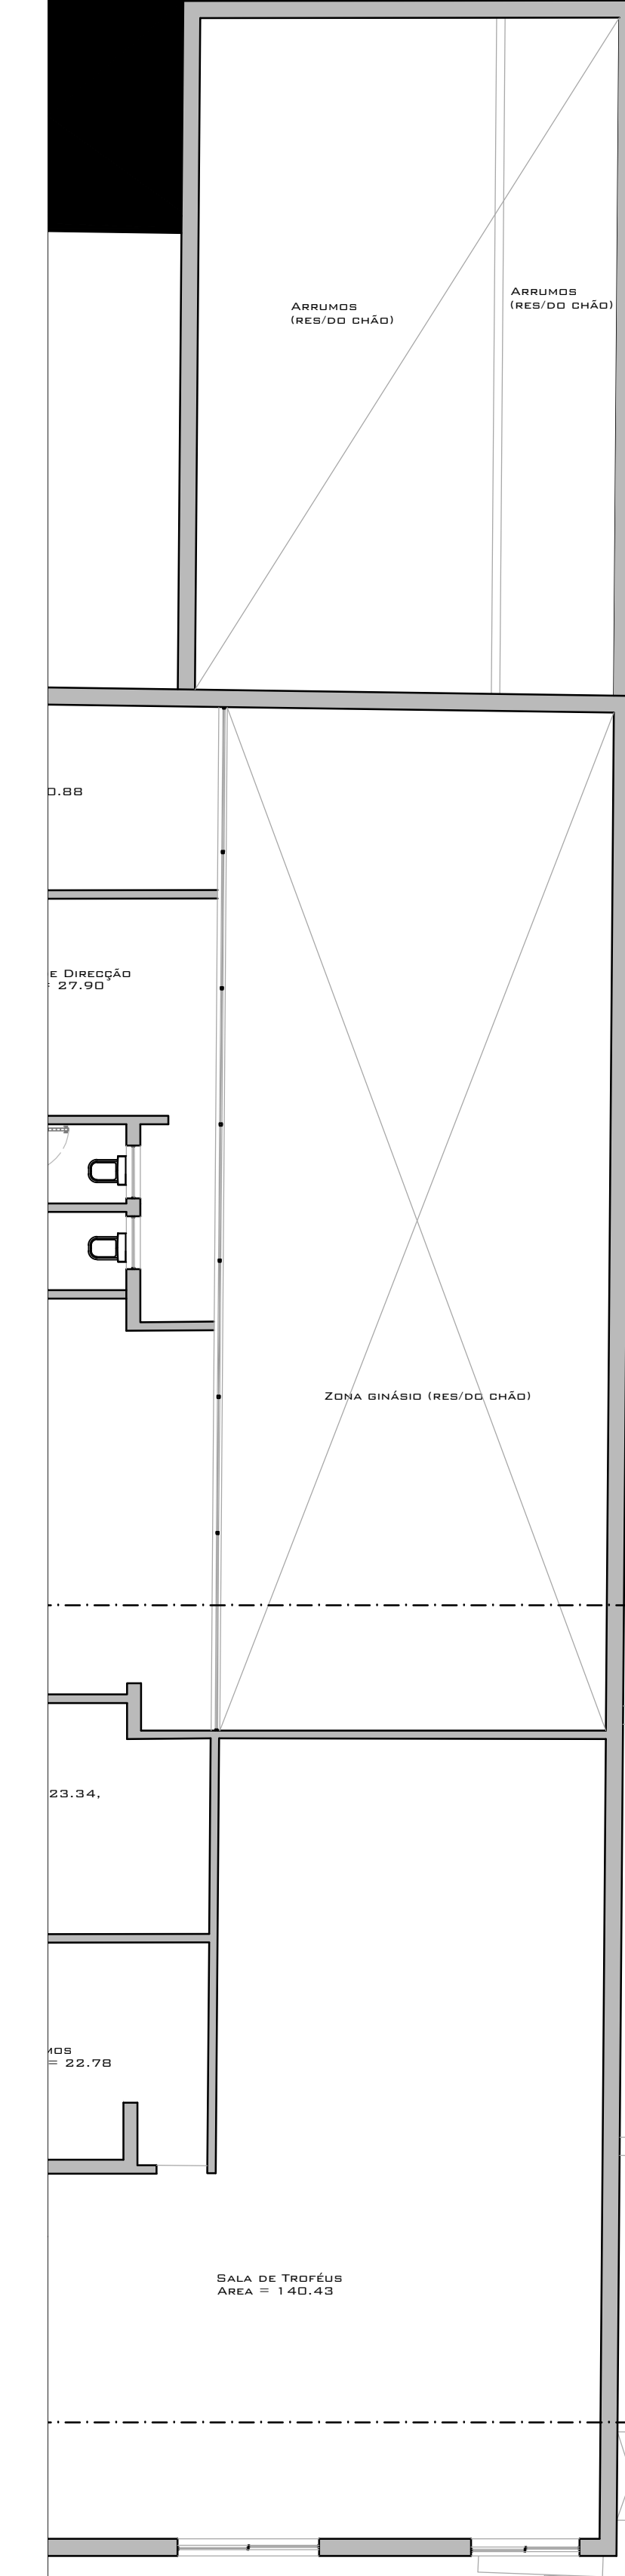 Arrumos
(res/do chão)
Arrumos
(res/do chão)
0.88
e Direcção
= 27.90
Zona ginásio (res/do chão)
23.34,
mos
= 22.78
Sala de Troféus
Area = 140.43